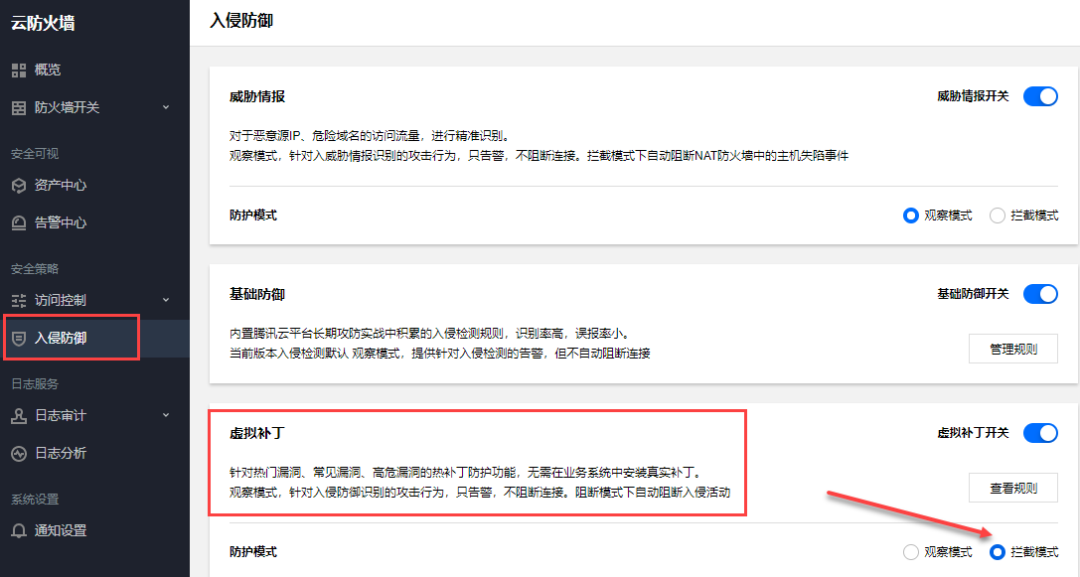 云防火墙
概览
防火墙开关
安全可视
资产中心
告警中心
安全策略
访问控制
入侵防御
日志服务
日志审计
日志分析
系统设置
通知设置
入侵防御
威胁情报
威胁情报开关
对于恶意源IP、危险域名的访问流量，进行精准识别。
观察模式，针对入威胁情报识别的攻击行为，只告警，不阻断连接。拦截模式下自动阻断NAT防火墙中的主机失陷事件
防护模式
观察模式
拦截模式
基础防御
基础防御开关
内置腾讯云平台长期攻防实战中积累的入侵检测规则，识别率高，误报率小。
当前版本入侵检测默认 观察模式，提供针对入侵检测的告警，但不自动阻断连接
管理规则
虚拟补丁
虚拟补丁开关
针对热门漏洞、常见漏洞、高危漏洞的热补丁防护功能，无需在业务系统中安装真实补丁。
观察模式，针对入侵防御识别的攻击行为，只告警，不阻断连接。阻断模式下自动阻断入侵活动
查看规则
防护模式
观察模式
拦截模式